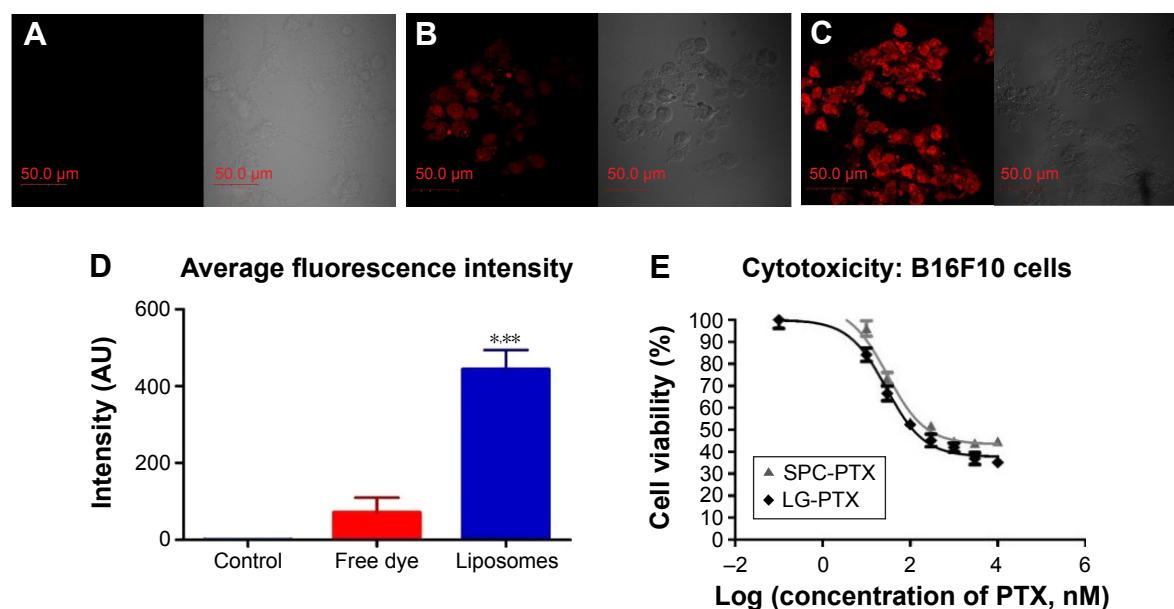 A
50.0 μm
50.0 μm
B
50.0 μm
50.0 μm
C
50.0 μm
50.0 μm
D
Average fluorescence intensity
Intensity (AU)
600
400
200
0
*,**
Control
Free dye
Liposomes
E
Cytotoxicity: B16F10 cells
Cell viability (%)
100
90
80
70
60
50
40
30
20
10
0
SPC-PTX
LG-PTX
–2
0
2
4
6
Log (concentration of PTX, nM)